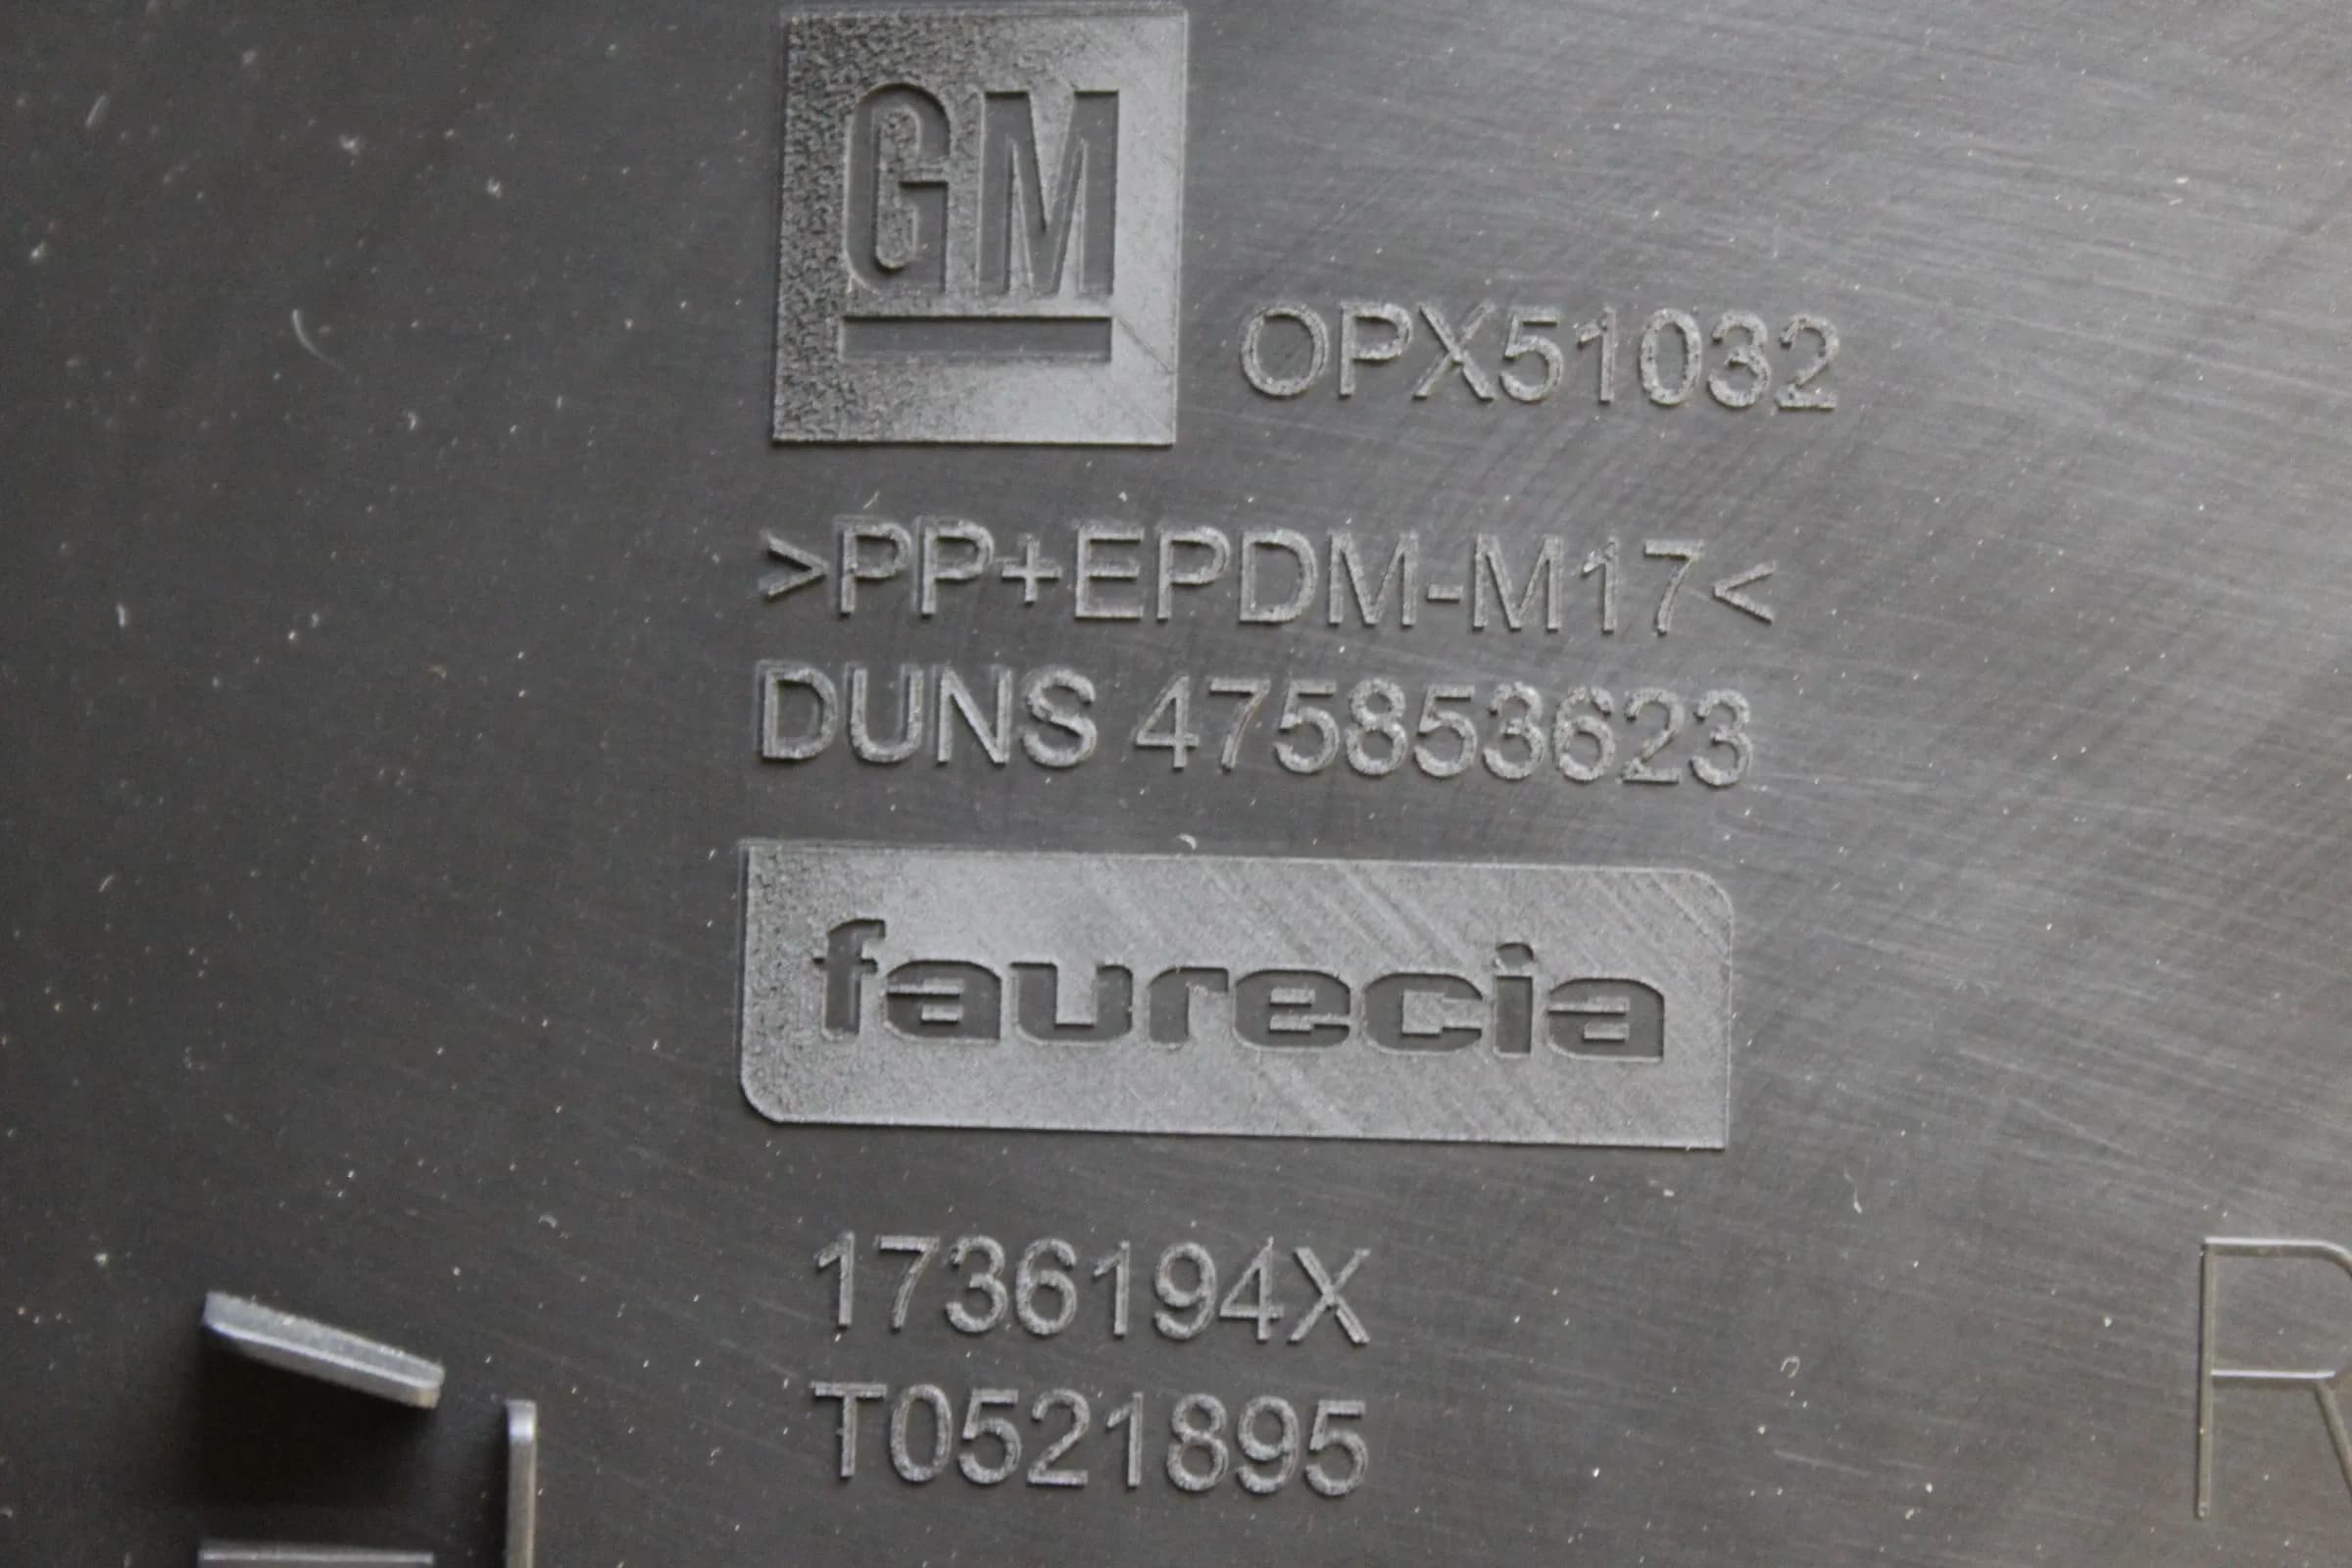 GM
OPX51032
>PP+EPDM-M17<
DUNS 475853623
faurecia
1736194X
T0521895
R